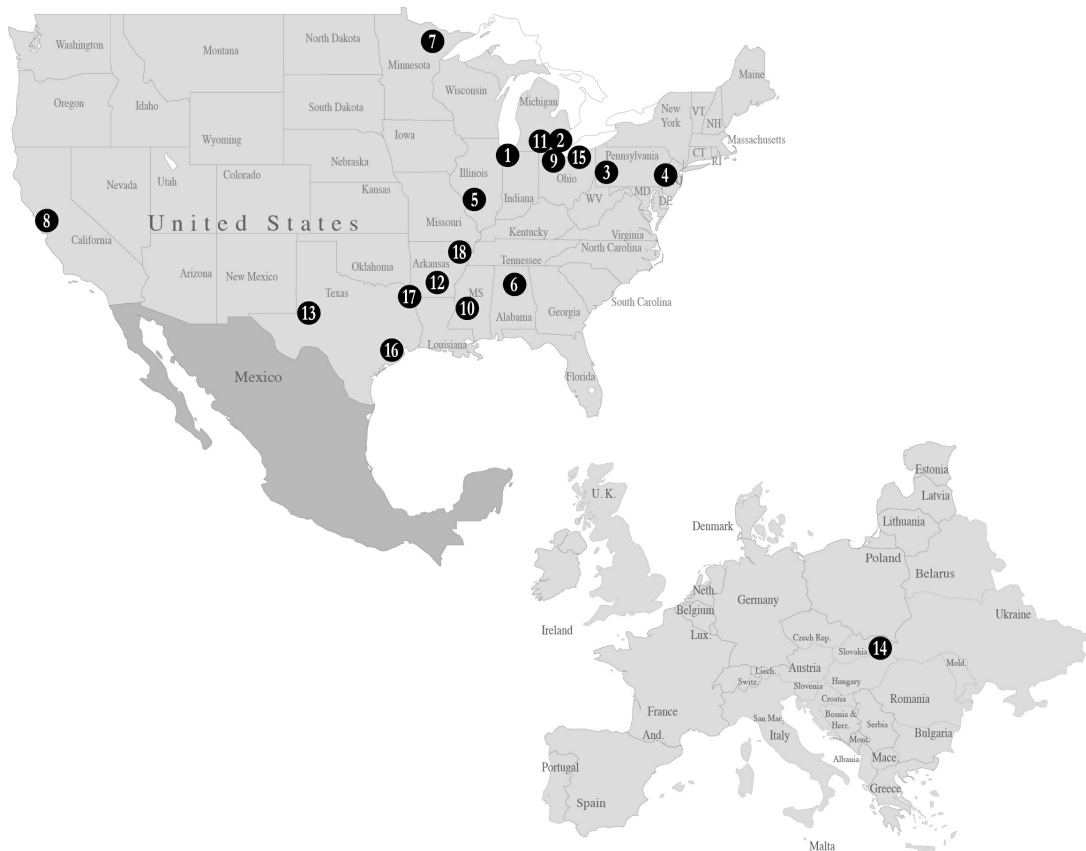 Washington
Montana
North Dakota
7
Minnesota
Maine
Oregon
Idaho
Wyoming
South Dakota
Wisconsin
Michigan
New
York
VT
NH
Massachusetts
CT
RI
Iowa
Nebraska
11
2
1
9
15
3
4
Pennsylvania
Ohio
Illinois
Indiana
Nevada
Utah
Colorado
Kansas
5
Missouri
WV
MD
DE
NJ
8
California
United States
Kentucky
Virginia
North Carolina
Tennessee
18
Arkansas
Oklahoma
Arizona
New Mexico
12
17
Texas
13
MS
10
6
Alabama
Georgia
South Carolina
16
Louisiana
Florida
Mexico
Estonia
Latvia
Lithuania
U. K.
Denmark
Poland
Belarus
Neth.
Germany
Ireland
Belgium
Lux.
Ukraine
Czech Rep.
Slovakia
14
Mold.
Liech.
Austria
Switz.
Hungary
Slovenia
Croatia
Romania
France
San Mar.
Bosnia &
Herz.
Serbia
And.
Italy
Mont.
Bulgaria
Albania
Mace.
Portugal
Spain
Greece
Malta